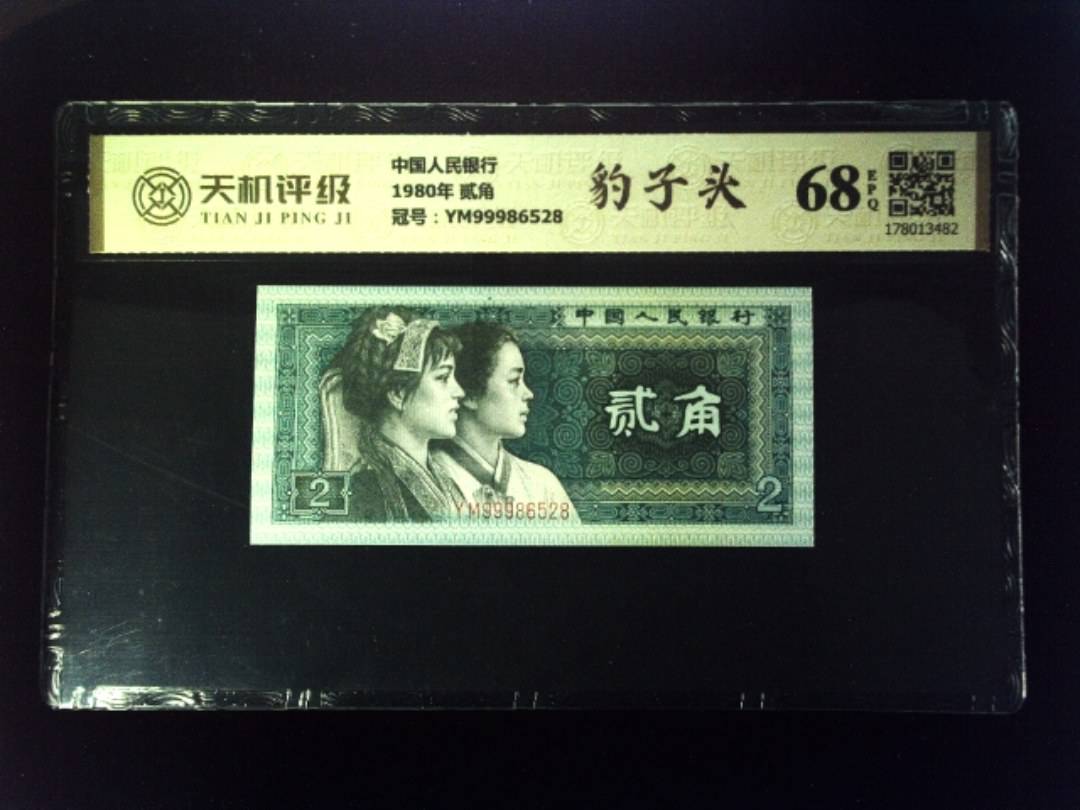 天机评级
TIAN JI PING JI
中国人民银行
1980年 贰角
冠号：YM99986528
豹子头
68
EPQ
178013482
中国人民银行
贰角
2
YM99986528
2